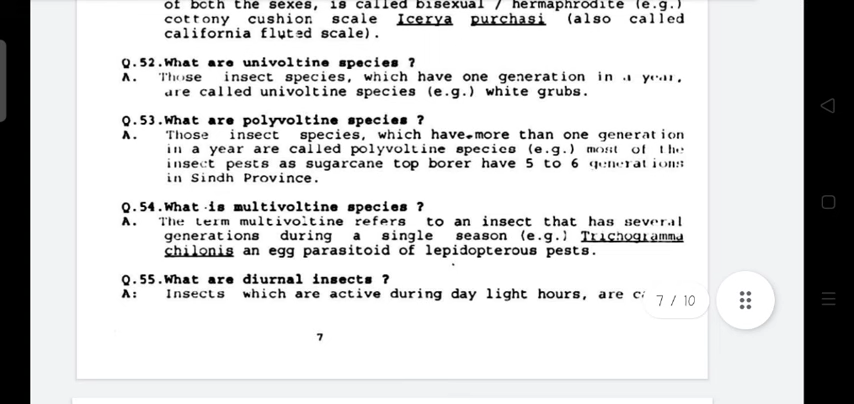 of both the sexes, is called bisexual / hermaphrodite (e.g.)
cottony cushion scale Icerya purchasi (also called
california fluted scale).
Q.52.What are univoltine species ?
A. Those insect species, which have one generation in a year,
are called univoltine species (e.g.) white grubs.
Q.53.What are polyvoltine species ?
A. Those insect species, which have more than one generation
in a year are called polyvoltine species (e.g.) most of the
insect pests as sugarcane top borer have 5 to 6 generations
in Sindh Province.
Q.54.What is multivoltine species ?
A. The term multivoltine refers to an insect that has several
generations during a single season (e.g.) Trichogramma
chilonis an egg parasitoid of lepidopterous pests.
Q.55.What are diurnal insects ?
A: Insects which are active during day light hours, are
7 / 10
7